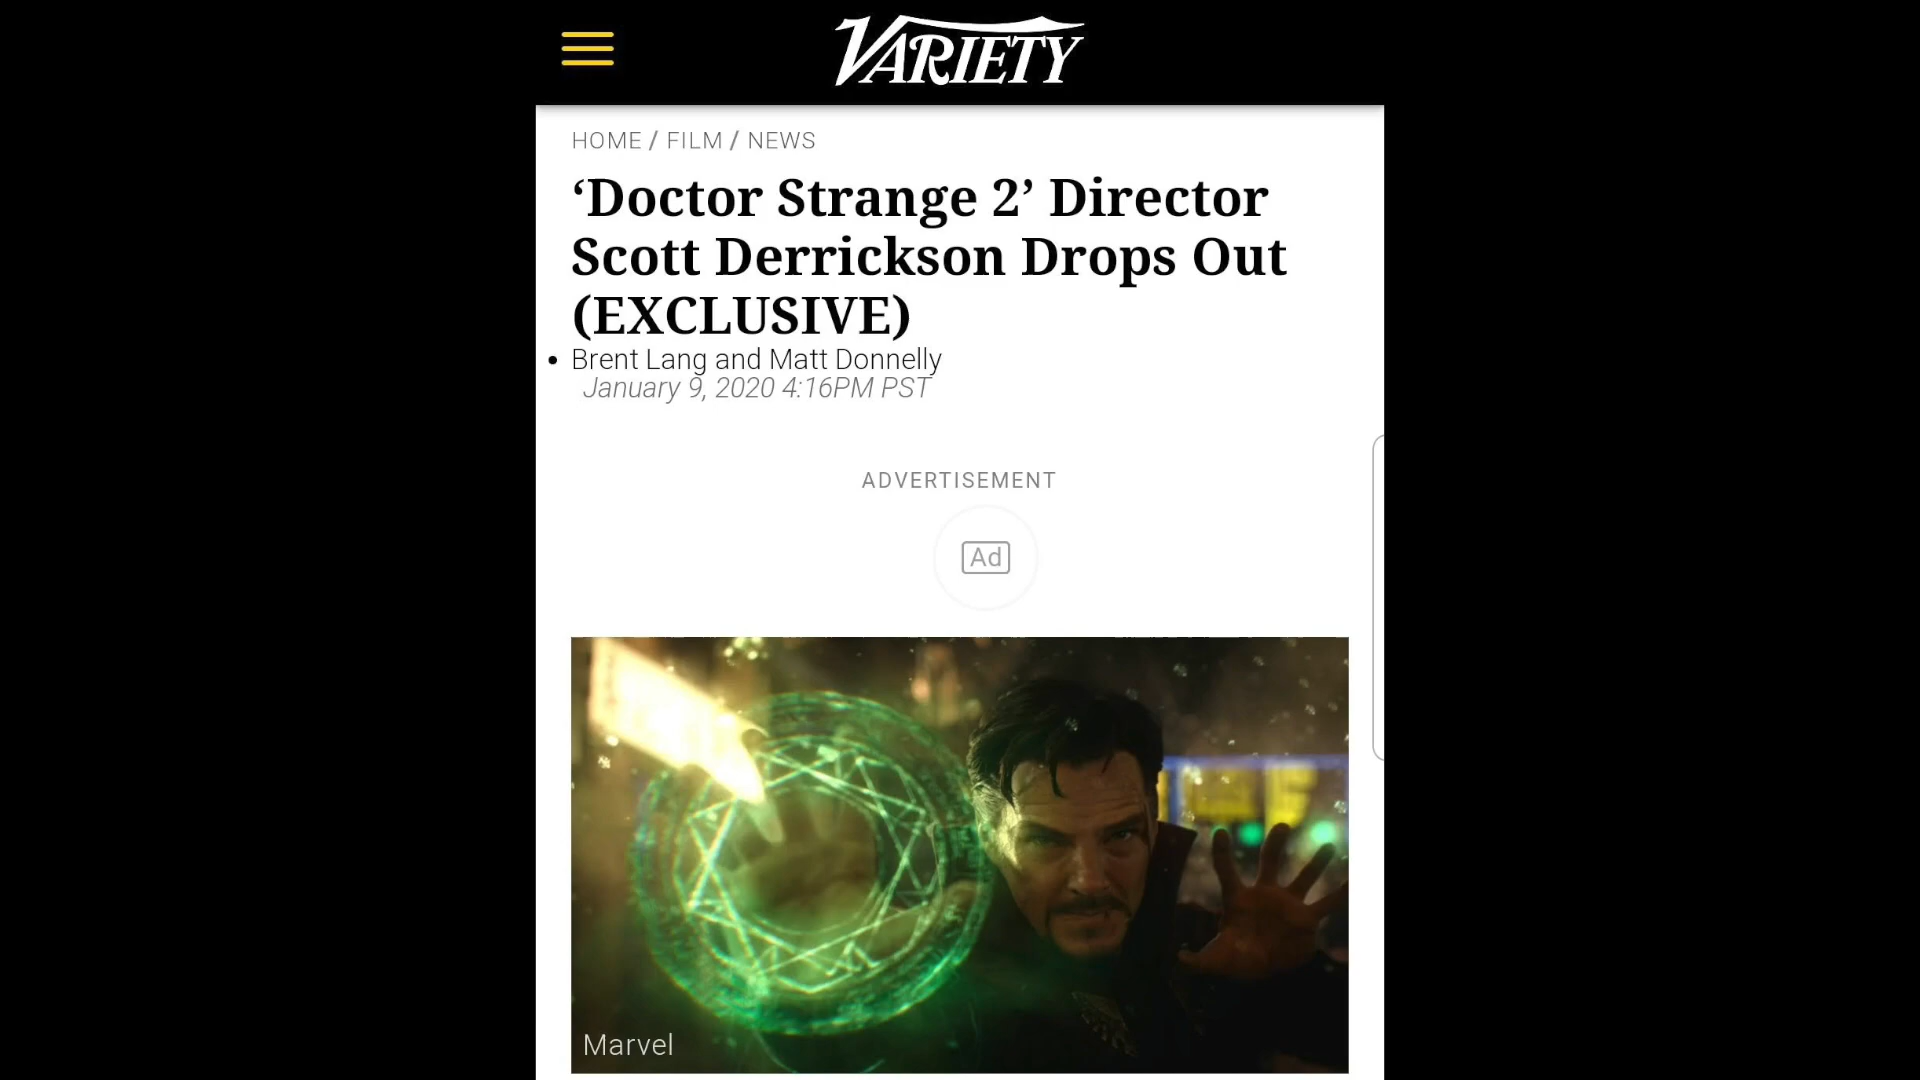 VARIETY
HOME / FILM / NEWS
‘Doctor Strange 2’ Director
Scott Derrickson Drops Out
(EXCLUSIVE)
• Brent Lang and Matt Donnelly
January 9, 2020 4:16PM PST
ADVERTISEMENT
Ad
Marvel